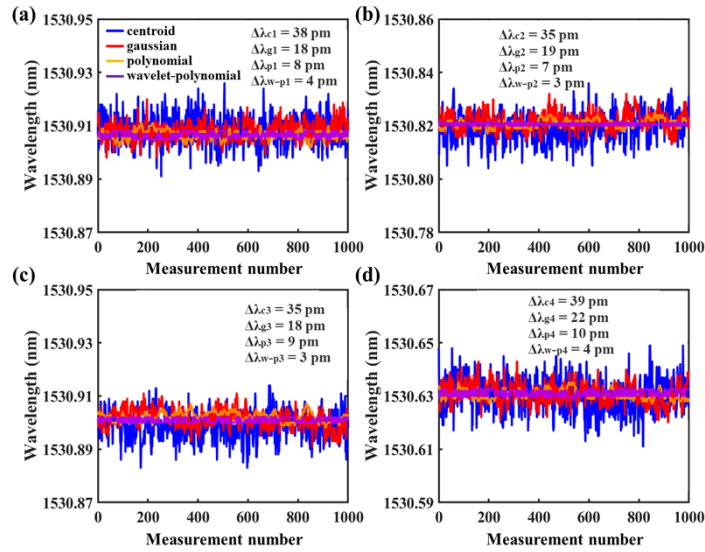 (a)
1530.95
1530.93
1530.91
1530.89
1530.87
Wavelength (nm)
centroid
gaussian
polynomial
wavelet-polynomial
Δλc1 = 38 pm
Δλg1 = 18 pm
Δλp1 = 8 pm
Δλw-p1 = 4 pm
0 200 400 600 800 1000
Measurement number
(b)
1530.86
1530.84
1530.82
1530.80
1530.78
Wavelength (nm)
Δλc2 = 35 pm
Δλg2 = 19 pm
Δλp2 = 7 pm
Δλw-p2 = 3 pm
0 200 400 600 800 1000
Measurement number
(c)
1530.95
1530.93
1530.91
1530.89
1530.87
Wavelength (nm)
Δλc3 = 35 pm
Δλg3 = 18 pm
Δλp3 = 9 pm
Δλw-p3 = 3 pm
0 200 400 600 800 1000
Measurement number
(d)
1530.67
1530.65
1530.63
1530.61
1530.59
Wavelength (nm)
Δλc4 = 39 pm
Δλg4 = 22 pm
Δλp4 = 10 pm
Δλw-p4 = 4 pm
0 200 400 600 800 1000
Measurement number